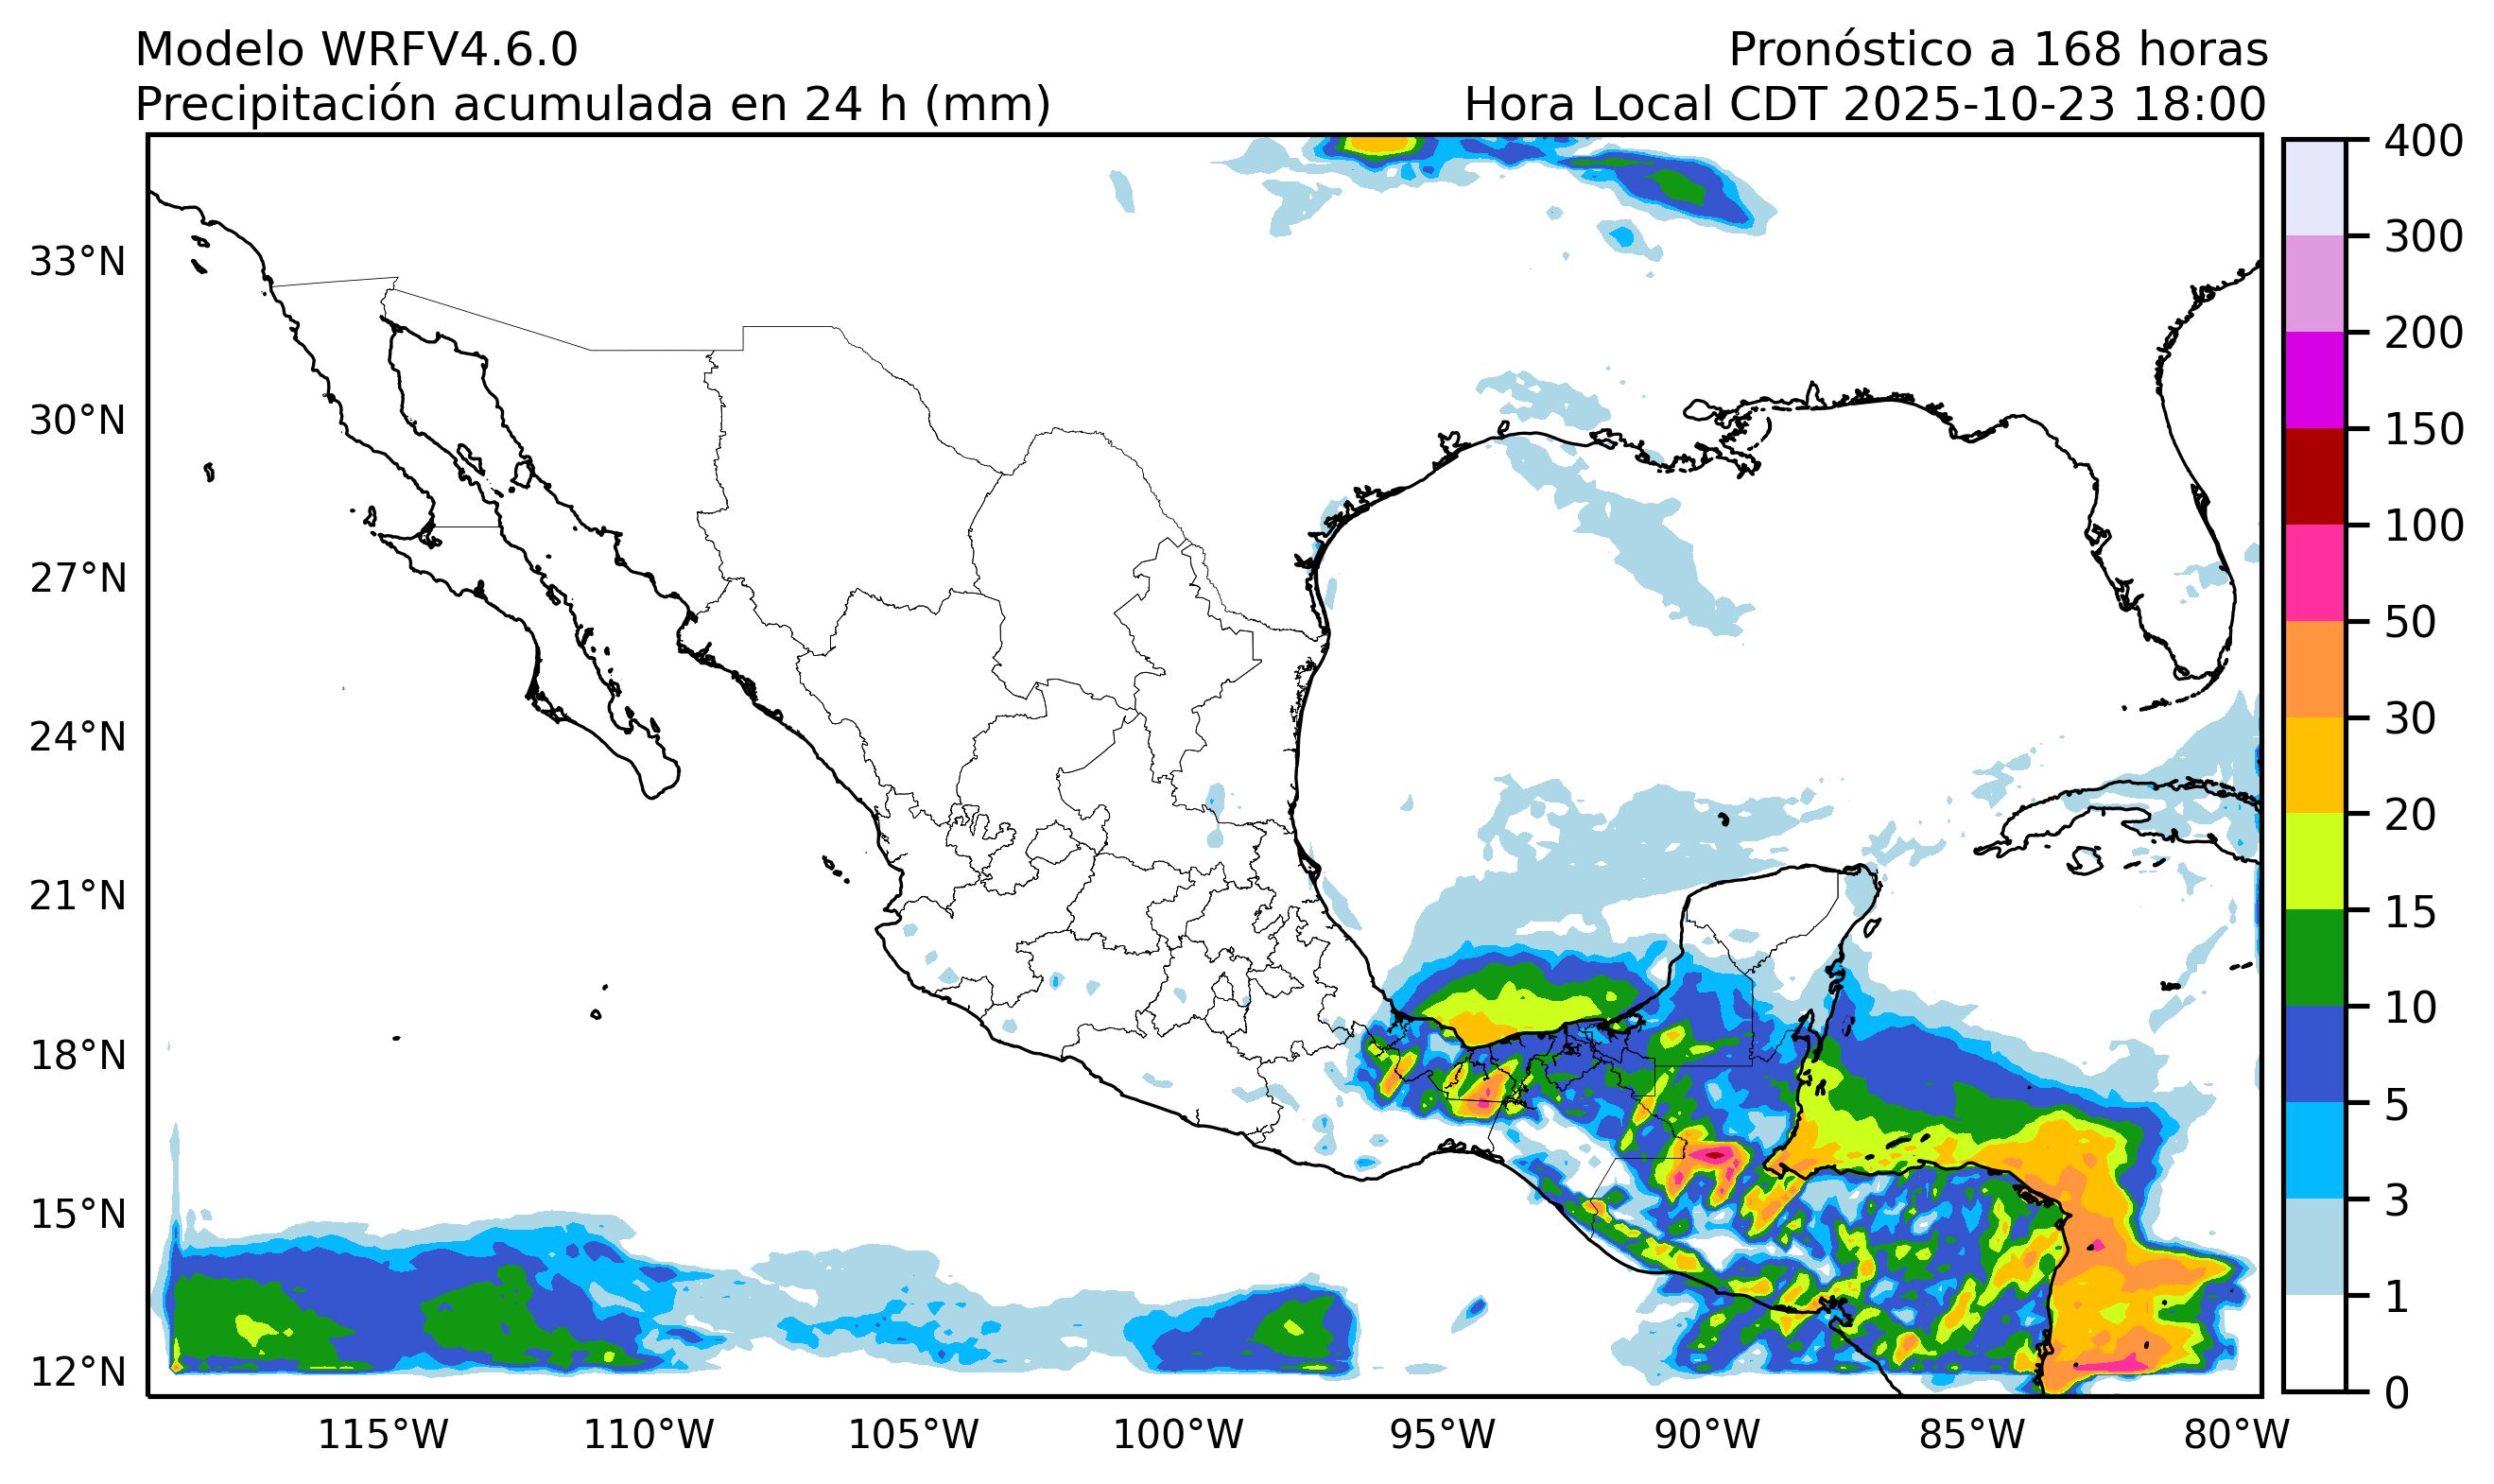 Modelo WRFV4.6.0
Pronóstico a 168 horas
Precipitación acumulada en 24 h (mm)
Hora Local CDT 2025-10-23 18:00
33°N
30°N
27°N
24°N
21°N
18°N
15°N
12°N
115°W
110°W
105°W
100°W
95°W
90°W
85°W
80°W
400
300
200
150
100
50
30
20
15
10
5
3
1
0